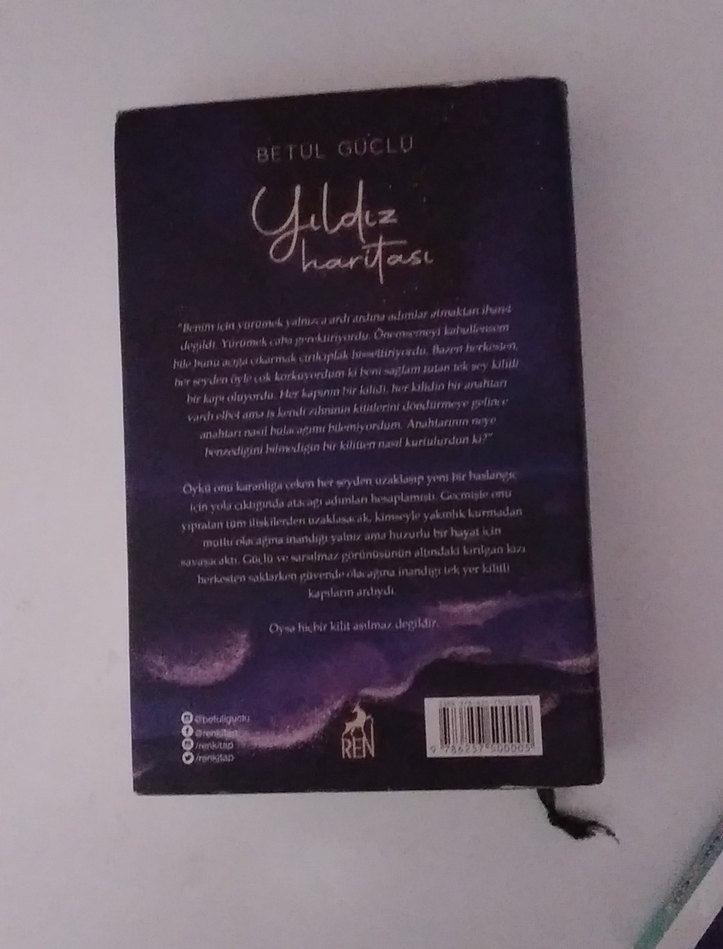 BETÜL GÜÇLÜ
Yıldız
haritası
"Benim için yürümek yalnızca ardı ardına adımlar atmaktan ibaret
değildi. Yürümek çaba gerektiriyordu. Önemsemeyi kabullensem
bile bunu açığa çıkarmak çırılçıplak hissettiriyordu. Bazen herkesten,
her şeyden öyle çok korkuyordum ki beni sağlam tutan tek şey kilitli
bir kapı oluyordu. Her kapının bir kilidi, her kilidin bir anahtarı
vardı elbet ama iş kendi zihninin kilitlerini döndürmeye gelince
anahtarı nasıl bulacağımı bilemiyordum. Anahtarının neye
benzediğini bilmediğin bir kilitten nasıl kurtulurdun ki?"
Öykü onu karanlığa çeken her şeyden uzaklaşıp yeni bir başlangıç
için yola çıktığında atacağı adımları hesaplamıştı. Geçmişte onu
yıpratan tüm ilişkilerden uzaklaşacak, kimseyle yakınlık kurmadan
mutlu olacağına inandığı yalnız ama huzurlu bir hayat için
savaşacaktı. Güçlü ve sarsılmaz görünüşünün altındaki kırılgan kızı
herkesten saklarken güvende olacağına inandığı tek yer kilitli
kapıların ardıydı.
Oysa hiçbir kilit aşılmaz değildir.
@betuliguclu
@renkitap
/renkitap
/renkitap
REN
9 786257 500005